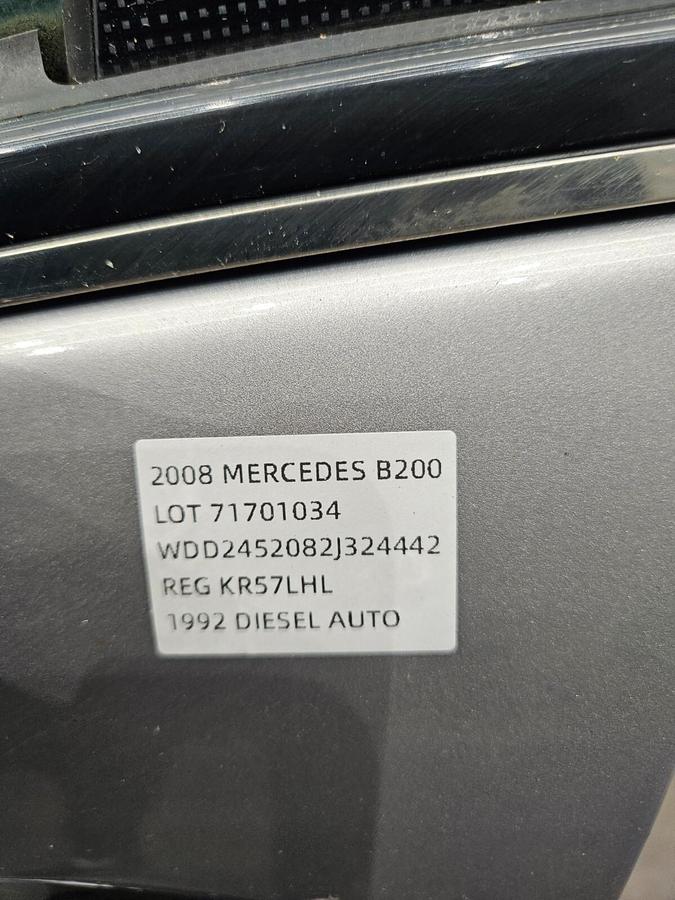 2008 MERCEDES B200
LOT 71701034
WDD2452082J324442
REG KR57LHL
1992 DIESEL AUTO